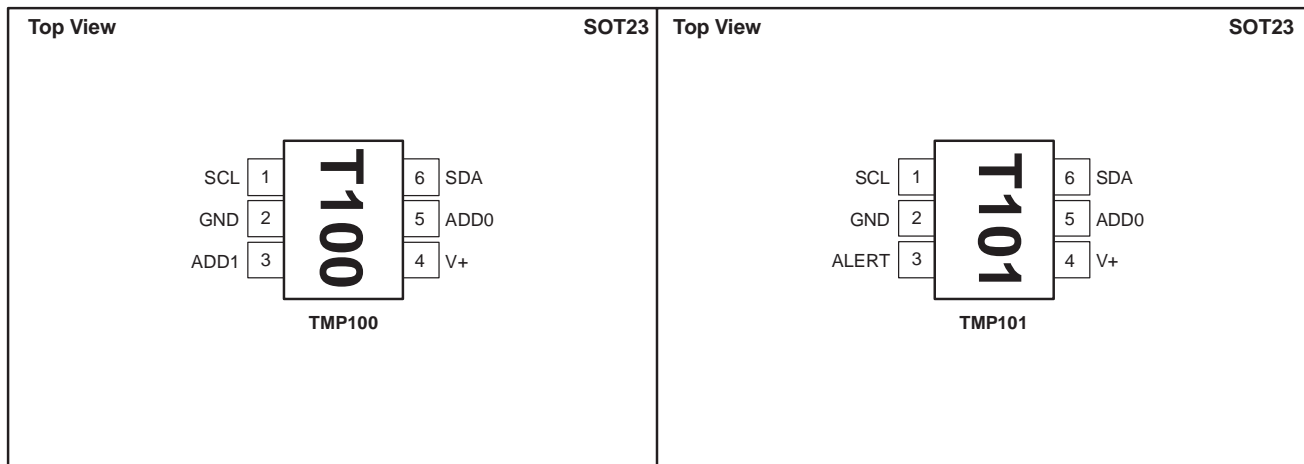 Top View SOT23
SCL 1 6 SDA
GND 2 5 ADD0
ADD1 3 4 V+
T100
TMP100
Top View SOT23
SCL 1 6 SDA
GND 2 5 ADD0
ALERT 3 4 V+
T101
TMP101